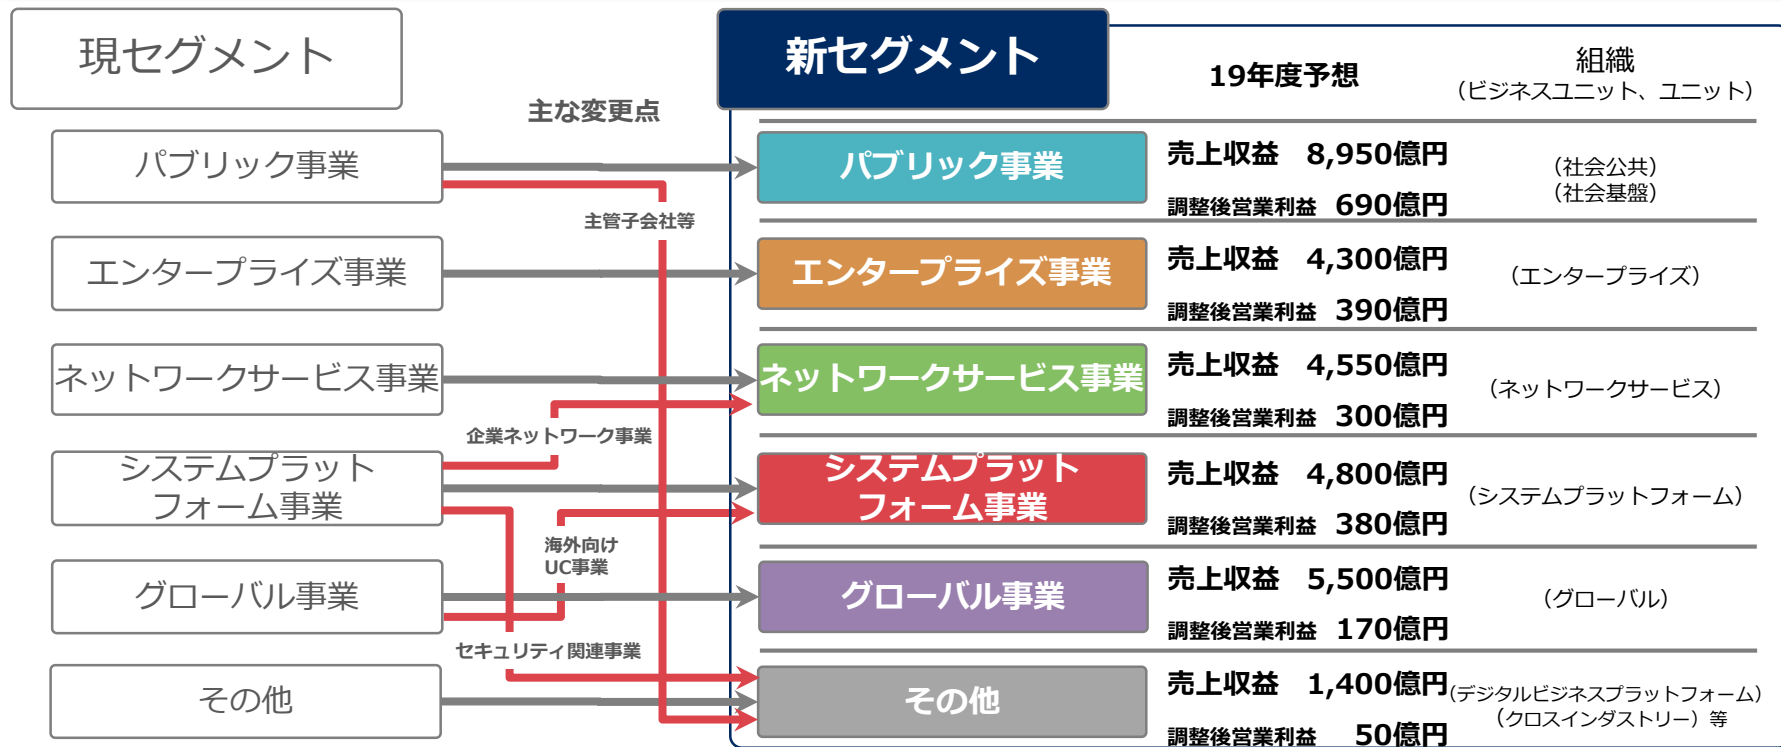 現セグメント
新セグメント
19年度予想
組織
（ビジネスユニット、ユニット）
主な変更点
パブリック事業
パブリック事業
売上収益 8,950億円
調整後営業利益 690億円
（社会公共）
（社会基盤）
主管子会社等
エンタープライズ事業
エンタープライズ事業
売上収益 4,300億円
調整後営業利益 390億円
（エンタープライズ）
ネットワークサービス事業
ネットワークサービス事業
売上収益 4,550億円
調整後営業利益 300億円
（ネットワークサービス）
企業ネットワーク事業
システムプラット
フォーム事業
システムプラット
フォーム事業
売上収益 4,800億円
調整後営業利益 380億円
（システムプラットフォーム）
海外向け
UC事業
グローバル事業
グローバル事業
売上収益 5,500億円
調整後営業利益 170億円
（グローバル）
セキュリティ関連事業
その他
その他
売上収益 1,400億円
調整後営業利益 50億円
（デジタルビジネスプラットフォーム）
（クロスインダストリー）等